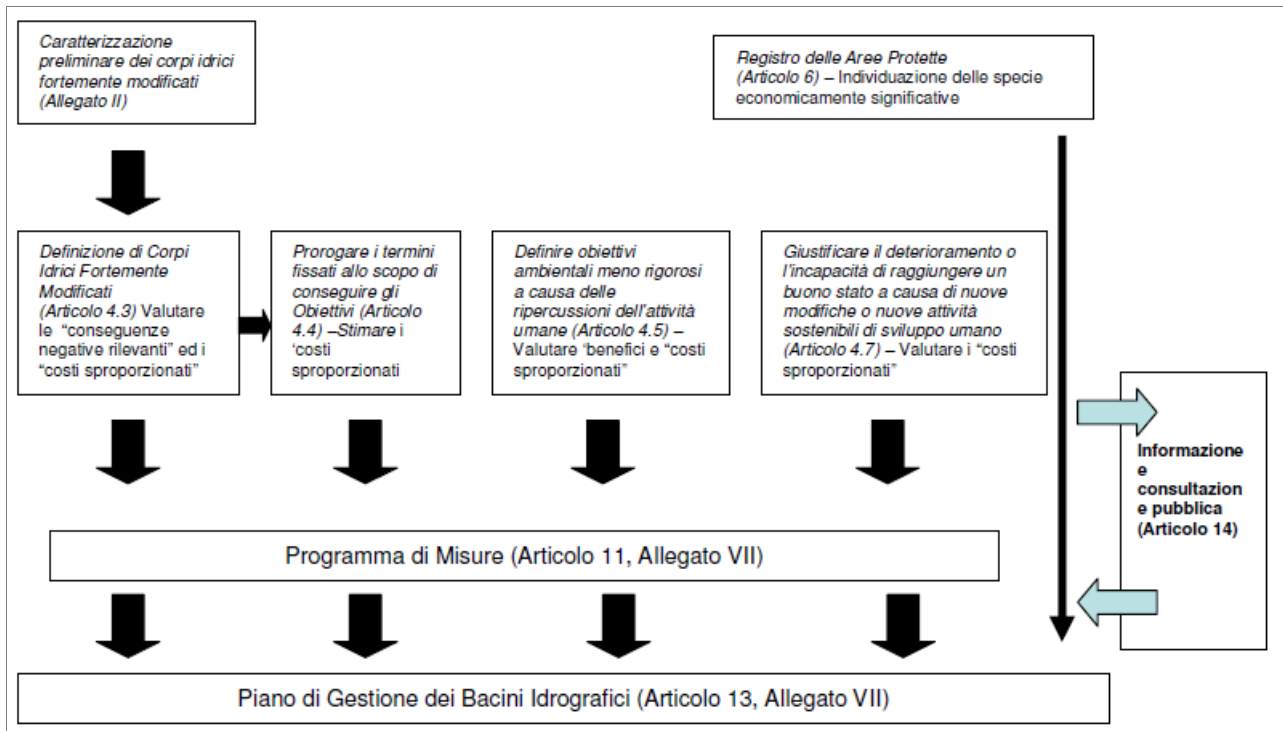 Caratterizzazione
preliminare dei corpi idrici
fortemente modificati
(Allegato II)
Registro delle Aree Protette
(Articolo 6) – Individuazione delle specie
economicamente significative
Definizione di Corpi
Idrici Fortemente
Modificati
(Articolo 4.3) Valutare
le “conseguenze
negative rilevanti” ed i
“costi sproporzionati”
Prorogare i termini
fissati allo scopo di
conseguire gli
Obiettivi (Articolo
4.4) –Stimare i
‘costi
sproporzionati
Definire obiettivi
ambientali meno rigorosi
a causa delle
ripercussioni dell’attività
umane (Articolo 4.5) –
Valutare ‘benefici e “costi
sproporzionati”
Giustificare il deterioramento o
l’incapacità di raggiungere un
buono stato a causa di nuove
modifiche o nuove attività
sostenibili di sviluppo umano
(Articolo 4.7) – Valutare i “costi
sproporzionati”
Informazione
e
consultazion
e pubblica
(Articolo 14)
Programma di Misure (Articolo 11, Allegato VII)
Piano di Gestione dei Bacini Idrografici (Articolo 13, Allegato VII)